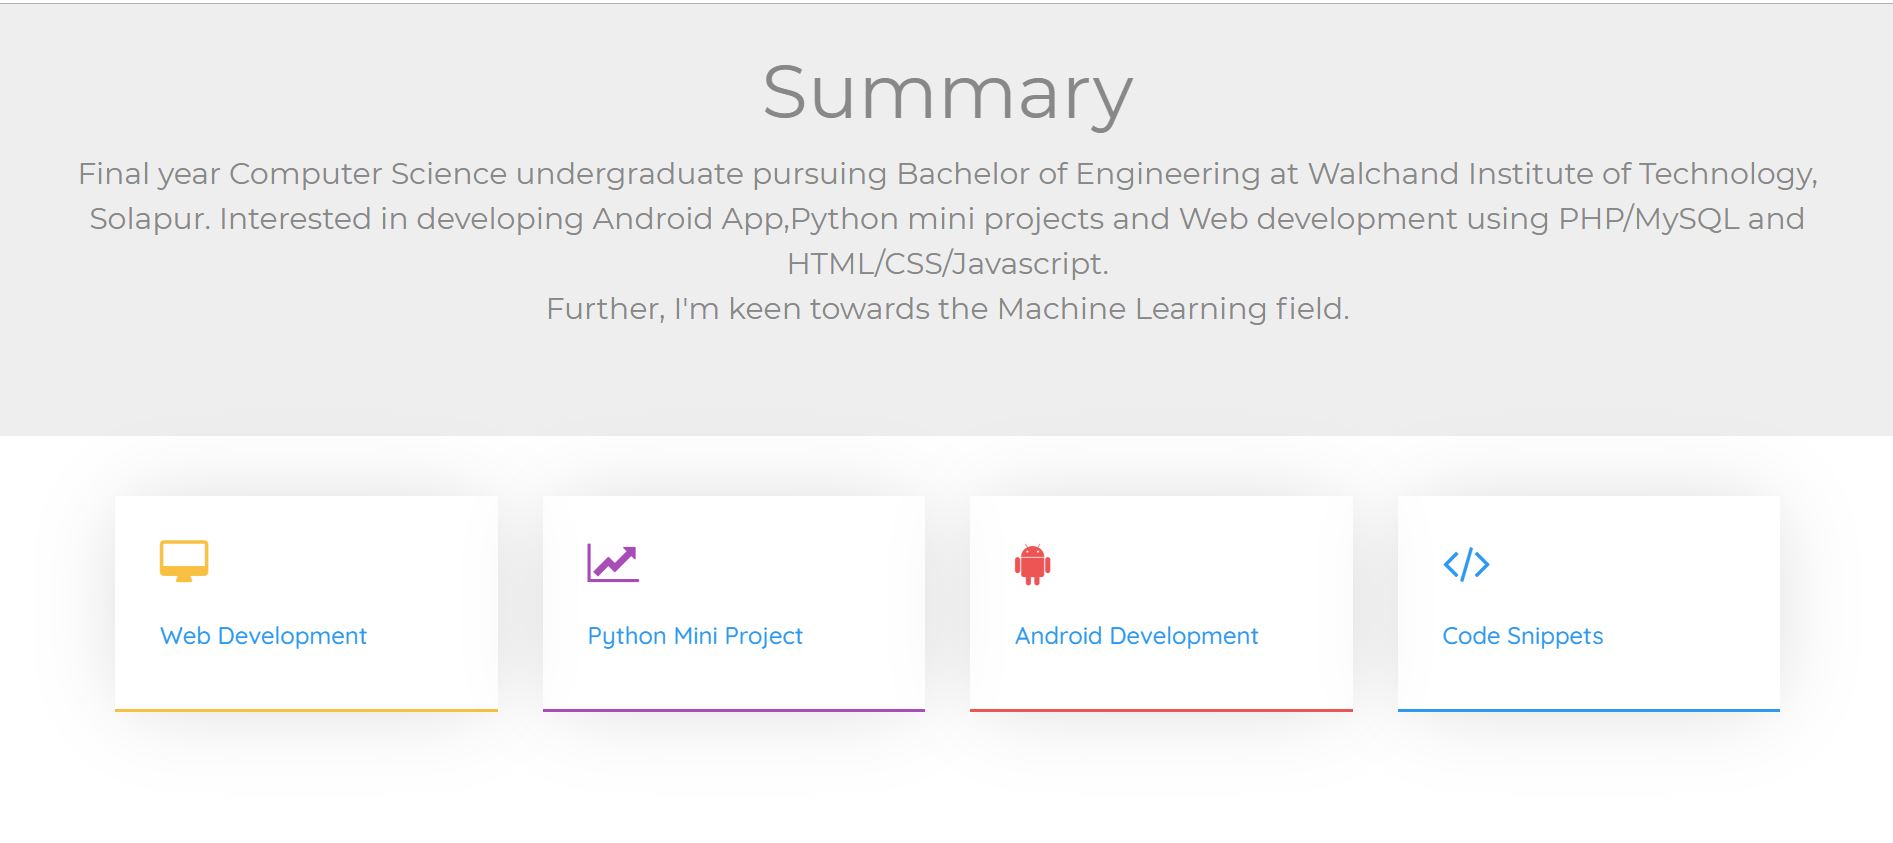 Summary
Final year Computer Science undergraduate pursuing Bachelor of Engineering at Walchand Institute of Technology,
Solapur. Interested in developing Android App,Python mini projects and Web development using PHP/MySQL and
HTML/CSS/Javascript.
Further, I'm keen towards the Machine Learning field.
Web Development
Python Mini Project
Android Development
Code Snippets